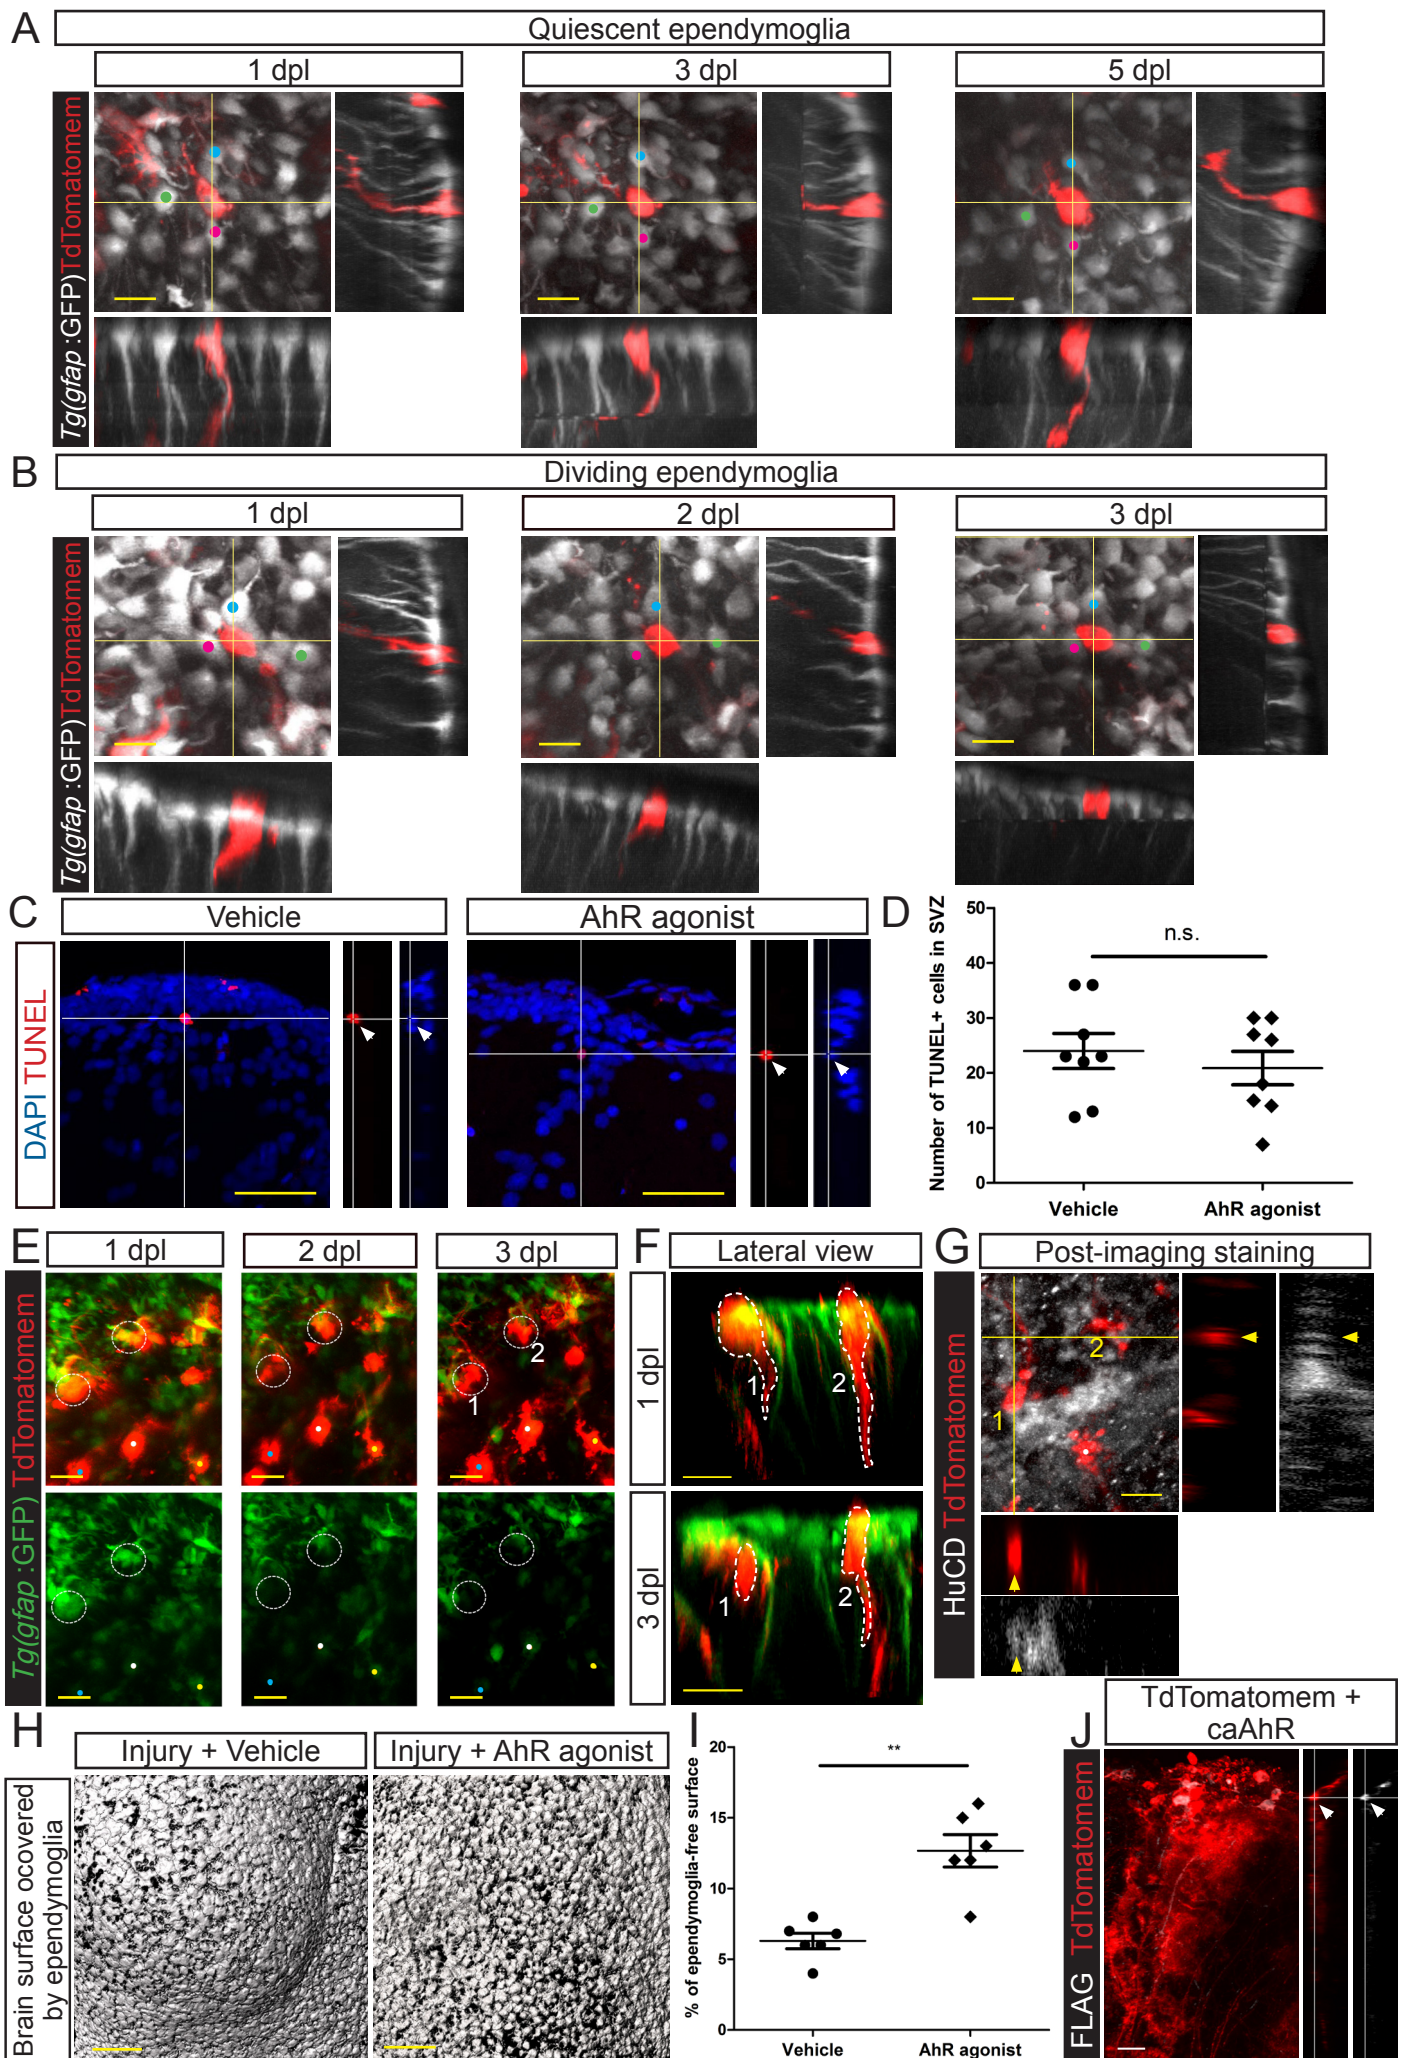 A
Quiescent ependymoglia
1 dpl
3 dpl
5 dpl
Tg(gfap :GFP)TdTomatomem
B
Dividing ependymoglia
1 dpl
2 dpl
3 dpl
Tg(gfap :GFP)TdTomatomem
C
Vehicle
AhR agonist
DAPI TUNEL
D
Number of TUNEL+ cells in SVZ
50
40
30
20
10
0
n.s.
Vehicle
AhR agonist
E
1 dpl
2 dpl
3 dpl
Tg(gfap :GFP) TdTomatomem
2
1
F
Lateral view
1 dpl
1
2
3 dpl
1
2
G
Post-imaging staining
HuCD TdTomatomem
2
1
H
Injury + Vehicle
Injury + AhR agonist
Brain surface ocovered
by ependymoglia
I
% of ependymoglia-free surface
20
15
10
5
0
**
Vehicle
AhR agonist
J
TdTomatomem +
caAhR
FLAG TdTomatomem